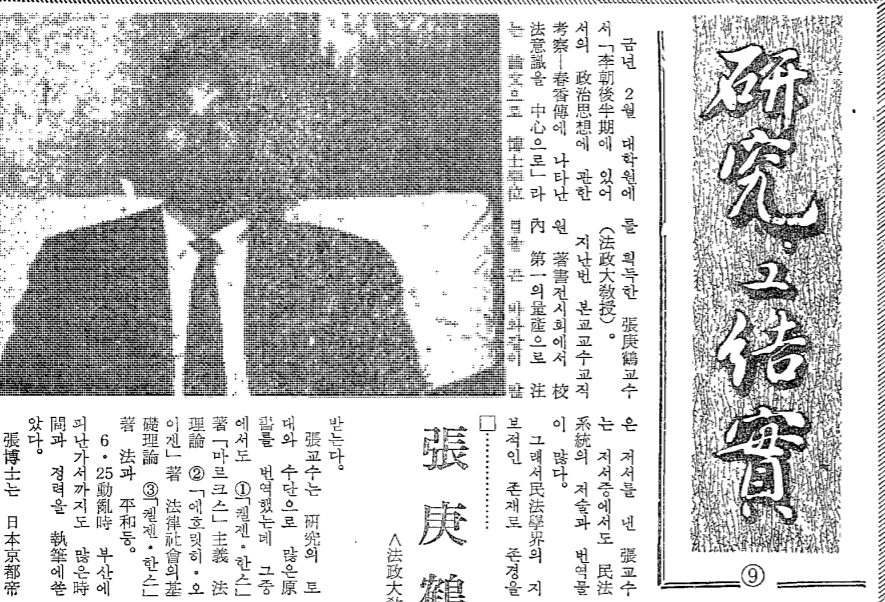 研究·그結實
⑨
금년 2월 대학원에
서「李朝後半期에 있어
서의 政治思想에 관한
考察―春香傳에 나타난
法意識을 中心으로」라
는 論文으로 博士學位
를 획득한 張庚鶴교수
(法政大敎授)。
지난번 본교교수교직
원 著書전시회에서 校
內 第一의量產으로 注
은 저서를 낸 張교수
는 저서중에서도 民法
系統의 저술과 번역물
이 많다。
그래서民法學界의 지
보적인 존재로 존경을
張庚鶴
<法政大敎
받는다。
張교수는 硏究의 토
대와 수단으로 많은原
書를 번역했는데 그중
에서도 ①「켈젠·한스」
著「마르크스」主義 法
理論 ②「에흐릿히·오
이겐」著 法律社會의基
礎理論 ③「켈젠·한스」
著 法과 平和등。
6·25動亂時 부산에
피난가서까지도 많은時
間과 정력을 執筆에쏟
았다。
張博士는 日本京都帝